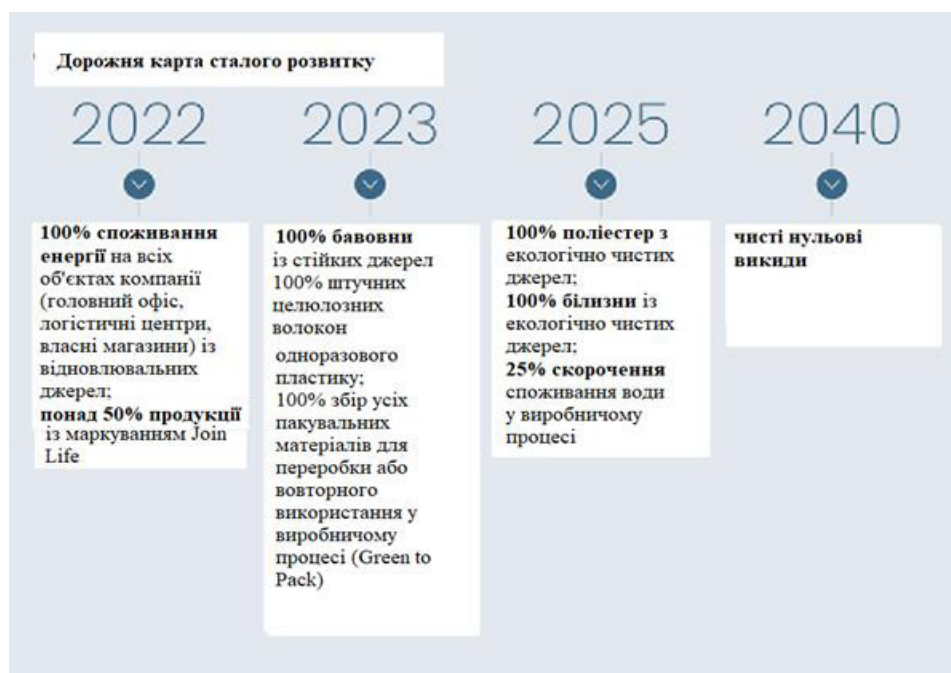 Дорожня карта сталого розвитку
2022
2023
2025
2040
100% споживання
енергії на всіх
об'єктах компанії
(головний офіс,
логістичні центри,
власні магазини) із
відновлювальних
джерел;
понад 50% продукції
із маркуванням Join
Life
100% бавовни
із стійких джерел
100% штучних
целюлозних
волокон
одноразового
пластику;
100% збір усіх
пакувальних
матеріалів для
переробки або
вовторного
використання у
виробничому
процесі (Green to
Pack)
100% поліестер з
екологічно чистих
джерел;
100% білизни із
екологічно чистих
джерел;
25% скорочення
споживання води
у виробничому
процесі
чисті нульові
викиди